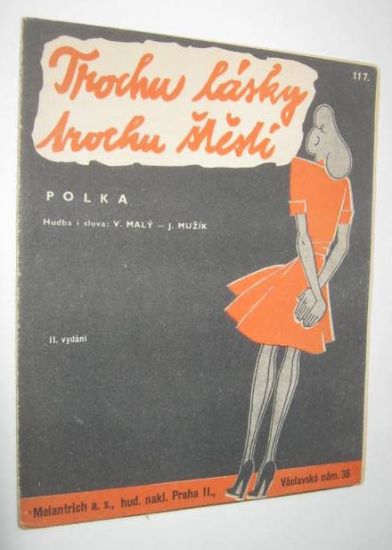 117.
Trochu lásky
trochu štěstí
POLKA
Hudba i slova: V. MALÝ — J. MUŽÍK
II. vydání
Melantrich a. s., hud. nakl. Praha II., Václavské nám. 38